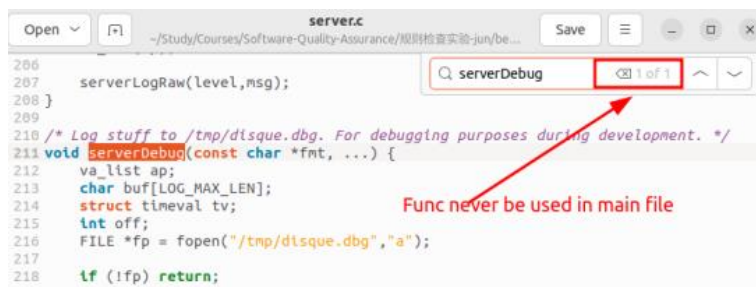 Open
server.c
~/Study/Courses/Software-Quality-Assurance/规则检查实验-jun/be...
Save
206
serverDebug
1 of 1
207     serverLogRaw(level,msg);
208 }
209
210 /* Log stuff to /tmp/disque.dbg. For debugging purposes during development. */
211 void serverDebug(const char *fmt, ...) {
212     va_list ap;
213     char buf[LOG_MAX_LEN];
214     struct timeval tv;
Func never be used in main file
215     int off;
216     FILE *fp = fopen("/tmp/disque.dbg","a");
217
218     if (!fp) return;